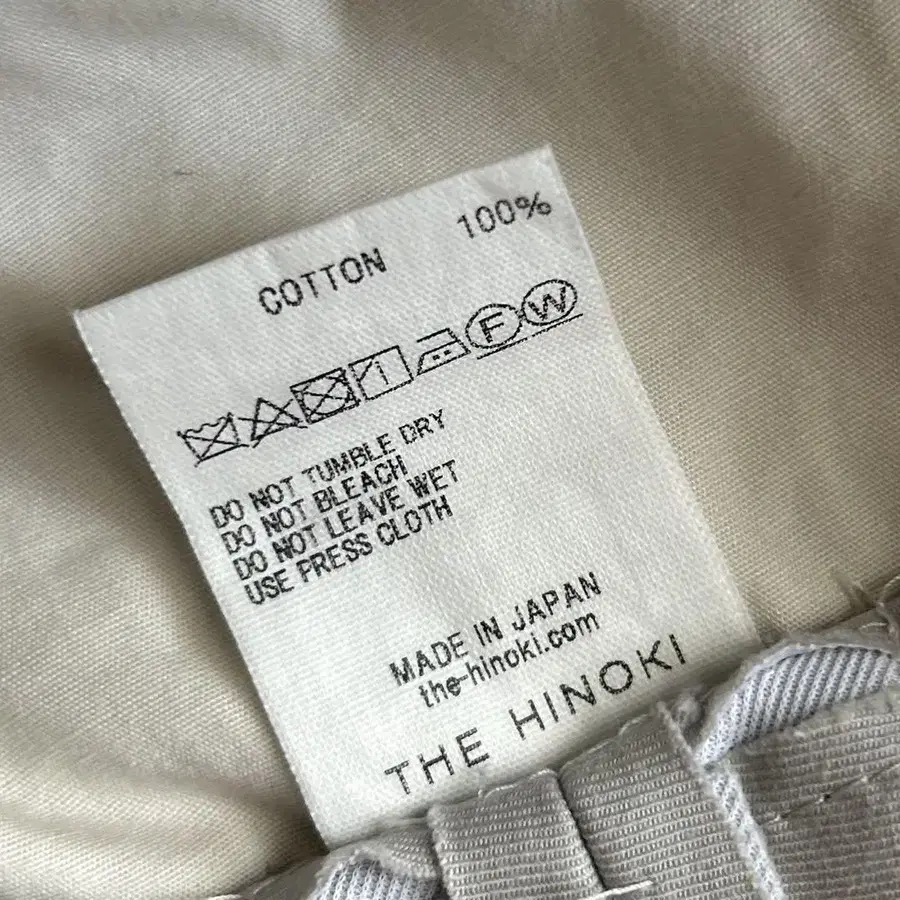 COTTON 100%
F W
DO NOT TUMBLE DRY
DO NOT BLEACH
DO NOT LEAVE WET
USE PRESS CLOTH
MADE IN JAPAN
the-hinoki.com
THE HINOKI